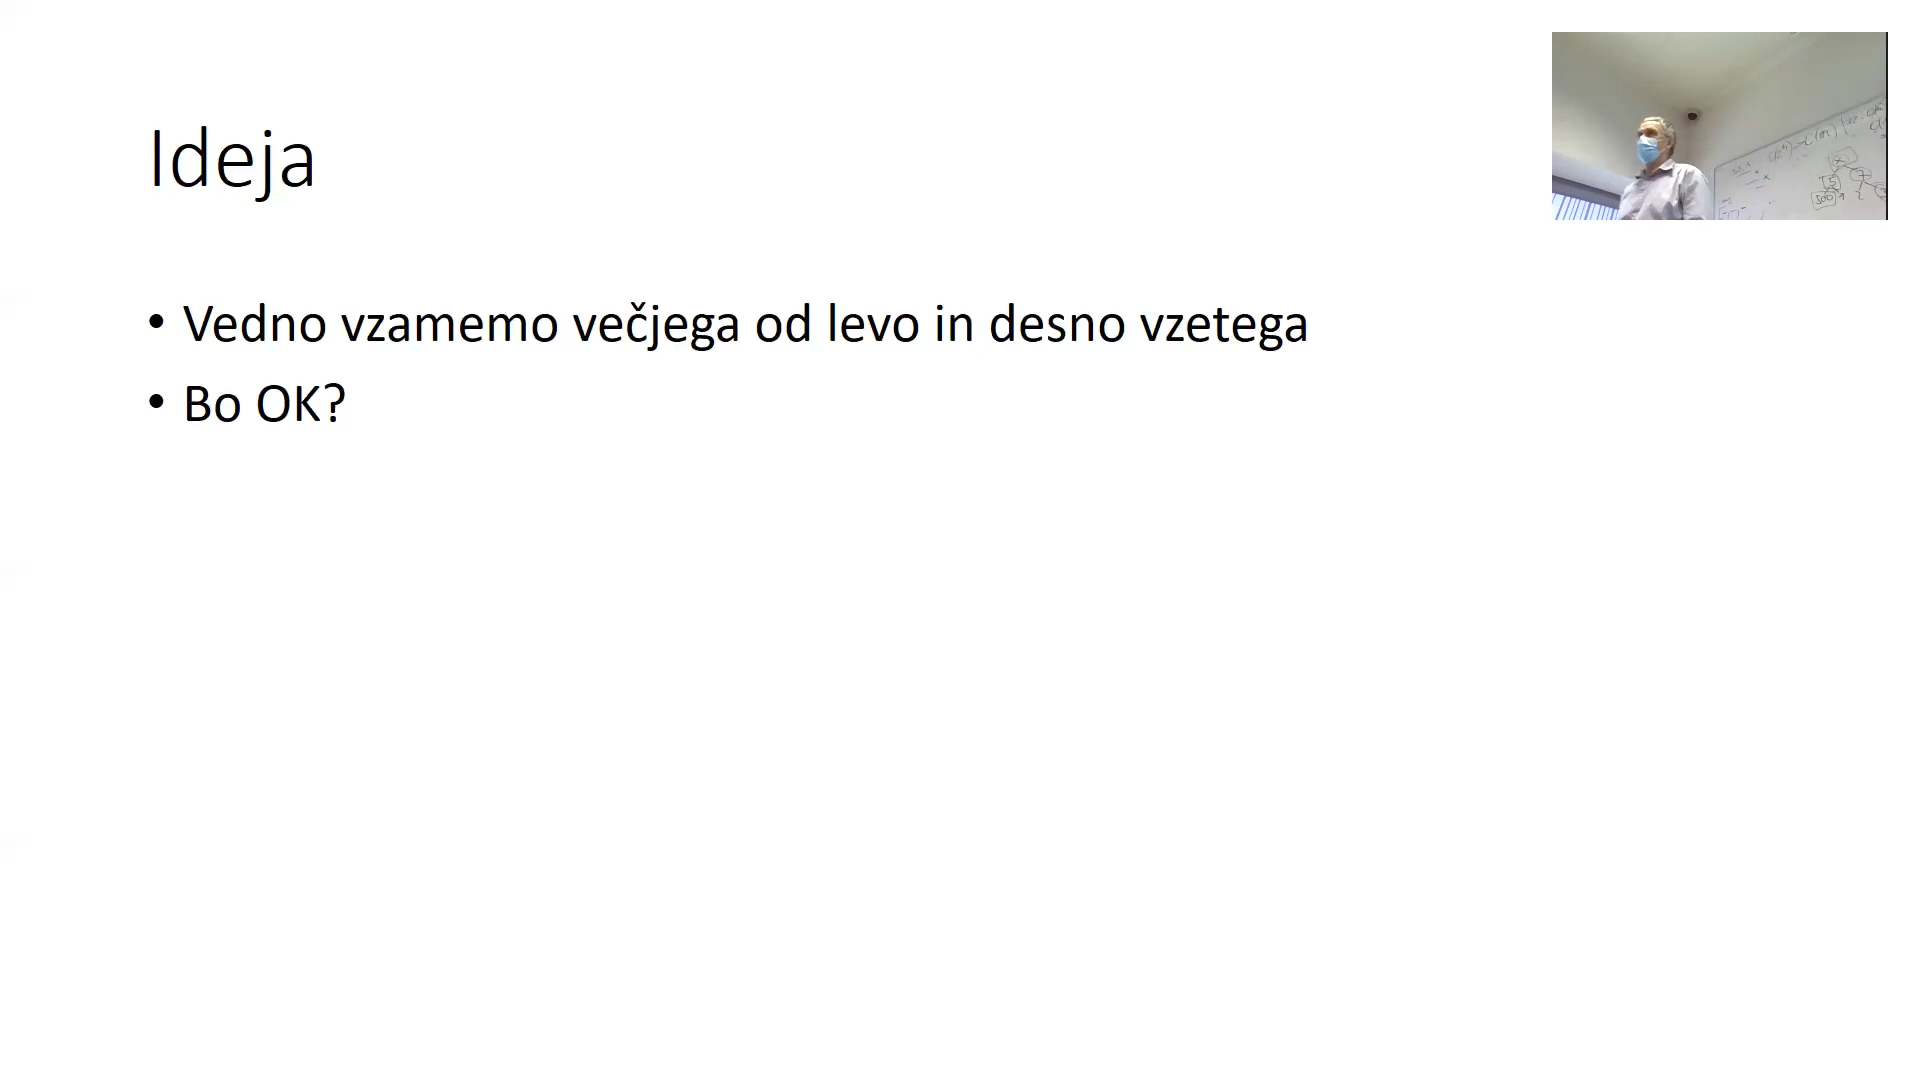 Ideja
• Vedno vzamemo večjega od levo in desno vzetega
• Bo OK?